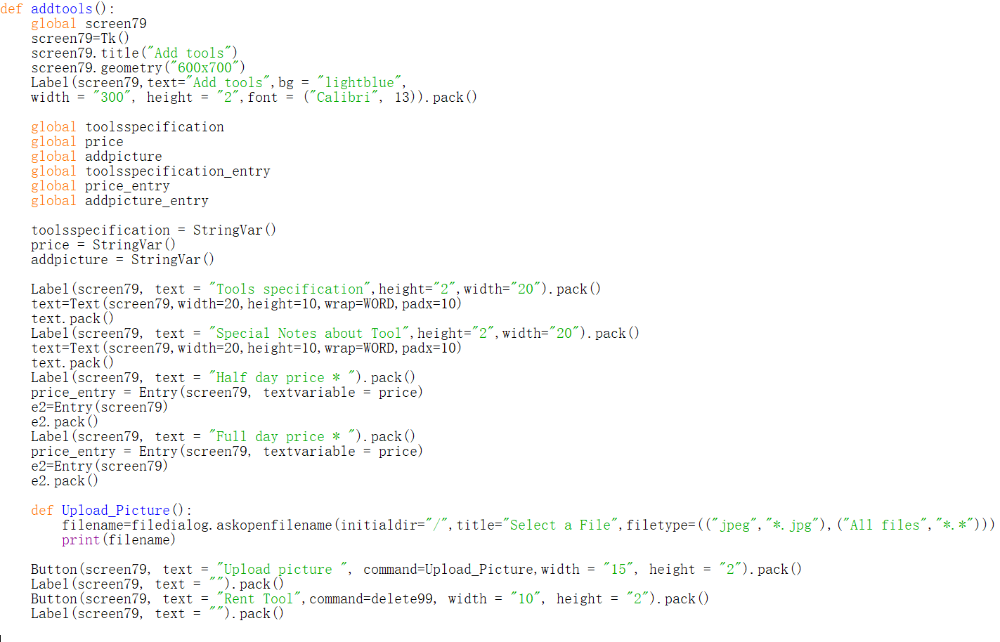 def addtools():
    global screen79
    screen79=Tk()
    screen79.title("Add tools")
    screen79.geometry("600x700")
    Label(screen79,text="Add tools",bg = "lightblue",
    width = "300", height = "2",font = ("Calibri", 13)).pack()

    global toolsspecification
    global price
    global addpicture
    global toolsspecification_entry
    global price_entry
    global addpicture_entry

    toolsspecification = StringVar()
    price = StringVar()
    addpicture = StringVar()

    Label(screen79, text = "Tools specification",height="2",width="20").pack()
    text=Text(screen79,width=20,height=10,wrap=WORD,padx=10)
    text.pack()
    Label(screen79, text = "Special Notes about Tool",height="2",width="20").pack()
    text=Text(screen79,width=20,height=10,wrap=WORD,padx=10)
    text.pack()
    Label(screen79, text = "Half day price * ").pack()
    price_entry = Entry(screen79, textvariable = price)
    e2=Entry(screen79)
    e2.pack()
    Label(screen79, text = "Full day price * ").pack()
    price_entry = Entry(screen79, textvariable = price)
    e2=Entry(screen79)
    e2.pack()

    def Upload_Picture():
        filename=filedialog.askopenfilename(initialdir="/",title="Select a File",filetype=(("jpeg","*.jpg"),("All files","*.*")))
        print(filename)

    Button(screen79, text = "Upload picture ", command=Upload_Picture,width = "15", height = "2").pack()
    Label(screen79, text = "").pack()
    Button(screen79, text = "Rent Tool",command=delete99, width = "10", height = "2").pack()
    Label(screen79, text = "").pack()